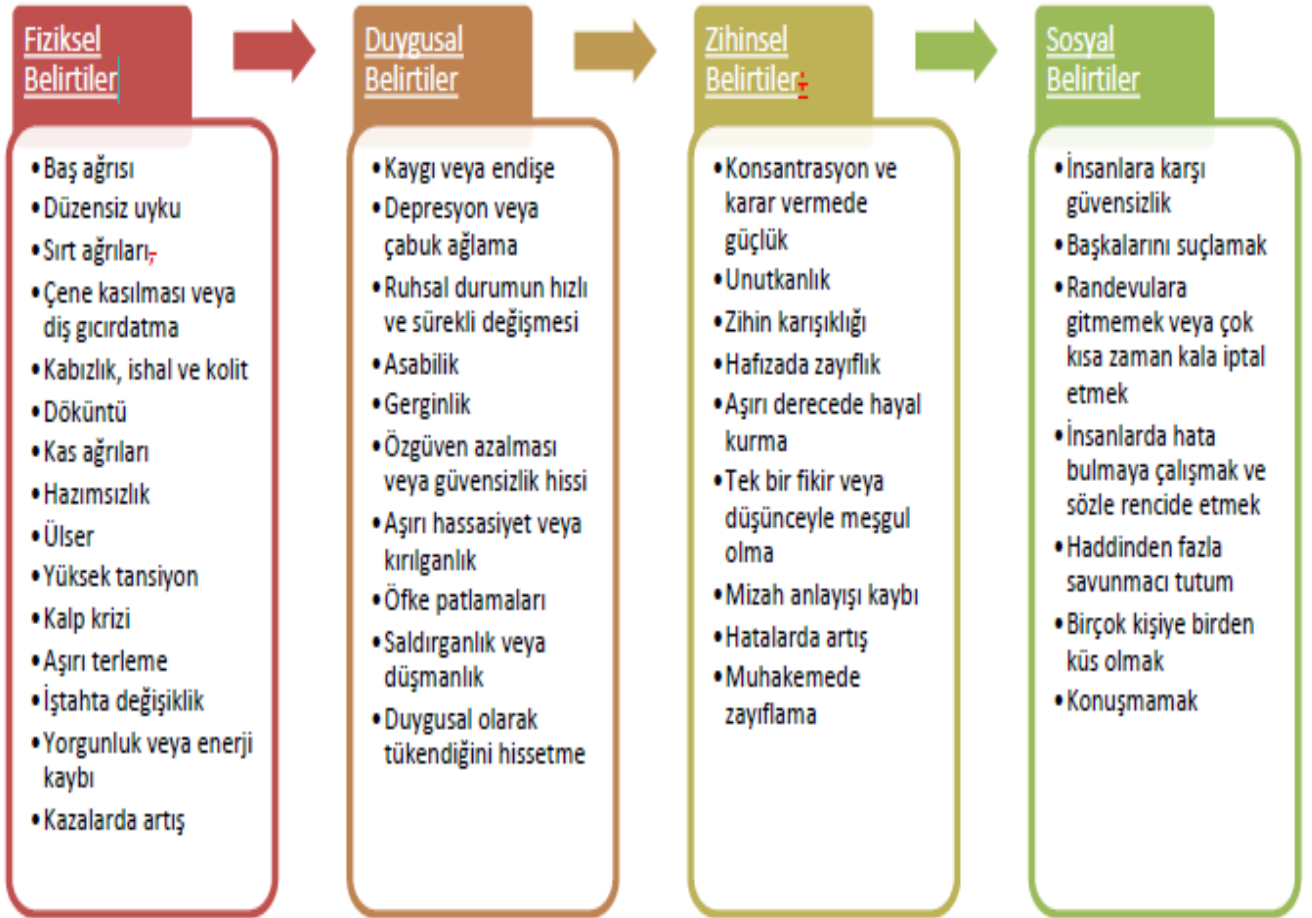 Fiziksel
Belirtiler
• Baş ağrısı
• Düzensiz uyku
• Sırt ağrıları,
• Çene kasılması veya
diş gıcırdatma
• Kabızlık, ishal ve kolit
• Döküntü
• Kas ağrıları
• Hazımsızlık
• Ülser
• Yüksek tansiyon
• Kalp krizi
• Aşırı terleme
• İştahta değişiklik
• Yorgunluk veya enerji
kaybı
• Kazalarda artış
Duygusal
Belirtiler
• Kaygı veya endişe
• Depresyon veya
çabuk ağlama
• Ruhsal durumun hızlı
ve sürekli değişmesi
• Asabilik
• Gerginlik
• Özgüven azalması
veya güvensizlik hissi
• Aşırı hassasiyet veya
kırılganlık
• Öfke patlamaları
• Saldırganlık veya
düşmanlık
• Duygusal olarak
tükendiğini hissetme
Zihinsel
Belirtiler:
• Konsantrasyon ve
karar vermede
güçlük
• Unutkanlık
• Zihin karışıklığı
• Hafızada zayıflık
• Aşırı derecede hayal
kurma
• Tek bir fikir veya
düşünceyle meşgul
olma
• Mizah anlayışı kaybı
• Hatalarda artış
• Muhakemede
zayıflama
Sosyal
Belirtiler
• İnsanlara karşı
güvensizlik
• Başkalarını suçlamak
• Randevulara
gitmemek veya çok
kısa zaman kala iptal
etmek
• İnsanlarda hata
bulmaya çalışmak ve
sözle rencide etmek
• Haddinden fazla
savunmacı tutum
• Birçok kişiye birden
küs olmak
• Konuşmamak